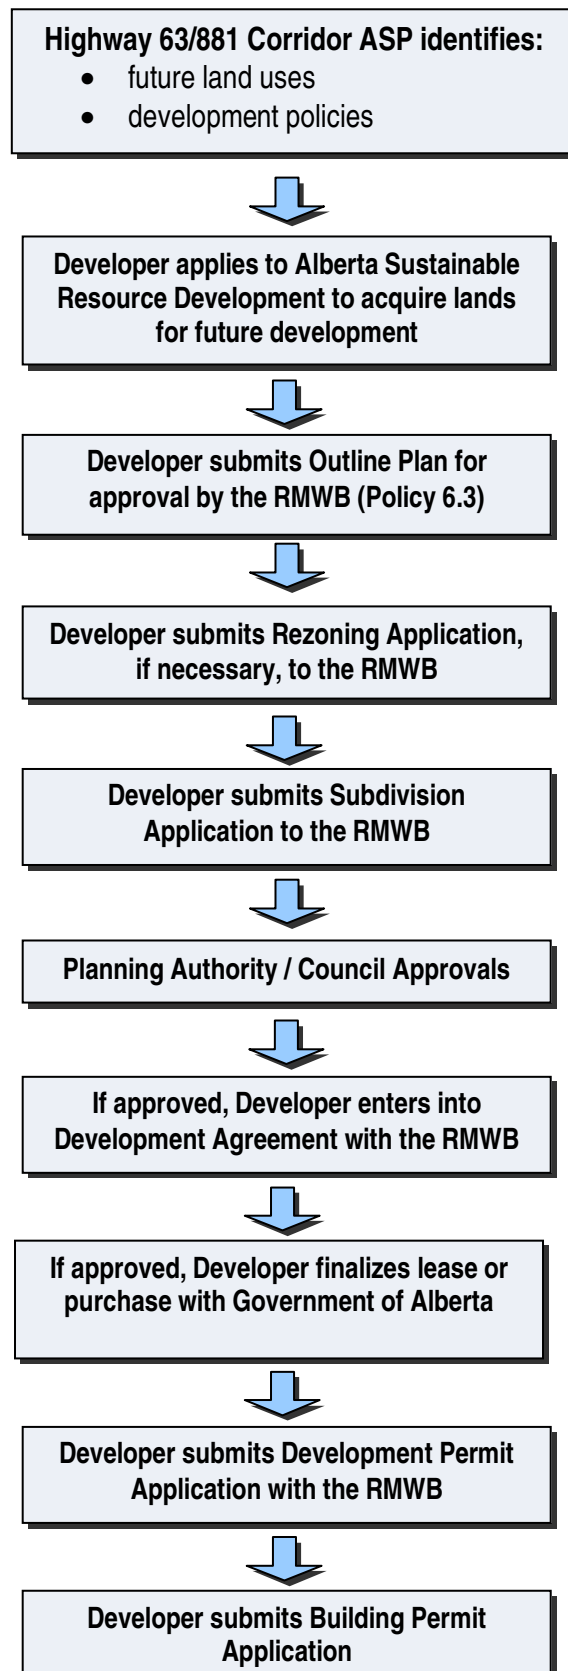 Highway 63/881 Corridor ASP identifies:
• future land uses
• development policies
Developer applies to Alberta Sustainable
Resource Development to acquire lands
for future development
Developer submits Outline Plan for
approval by the RMWB (Policy 6.3)
Developer submits Rezoning Application,
if necessary, to the RMWB
Developer submits Subdivision
Application to the RMWB
Planning Authority / Council Approvals
If approved, Developer enters into
Development Agreement with the RMWB
If approved, Developer finalizes lease or
purchase with Government of Alberta
Developer submits Development Permit
Application with the RMWB
Developer submits Building Permit
Application